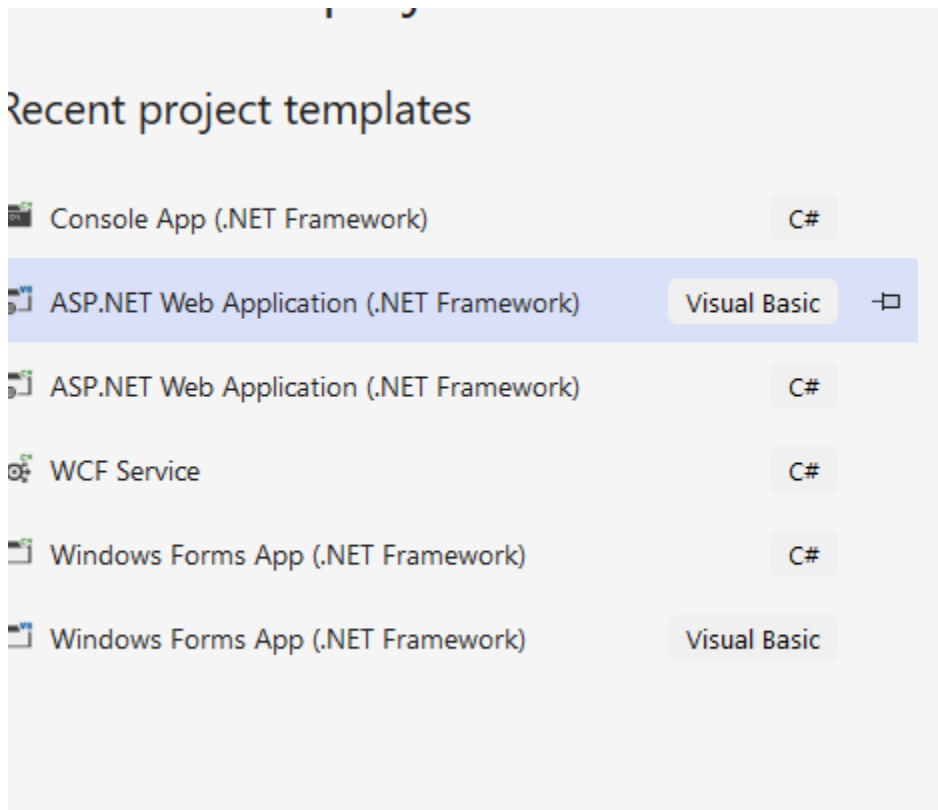 Recent project templates
Console App (.NET Framework)
C#
ASP.NET Web Application (.NET Framework)
Visual Basic
ASP.NET Web Application (.NET Framework)
C#
WCF Service
C#
Windows Forms App (.NET Framework)
C#
Windows Forms App (.NET Framework)
Visual Basic